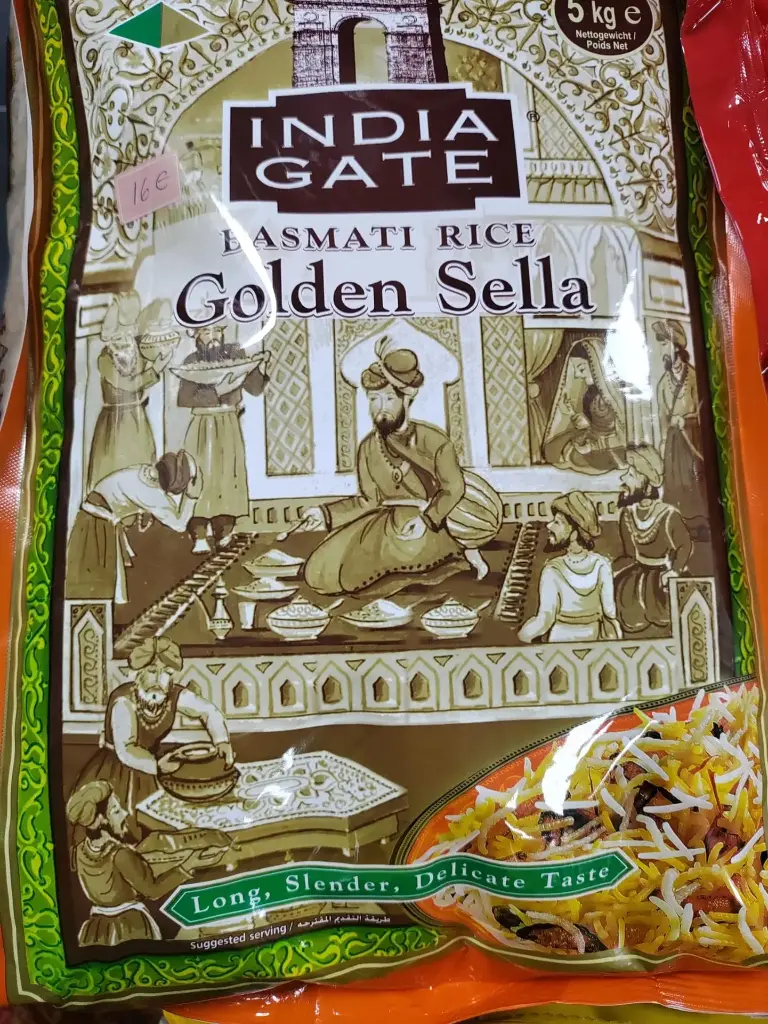 5 kg e
Nettogewicht /
Poids Net
INDIA
GATE
®
16€
BASMATI RICE
Golden Sella
Long, Slender, Delicate Taste
Suggested serving / طريقة التقديم المقترحة